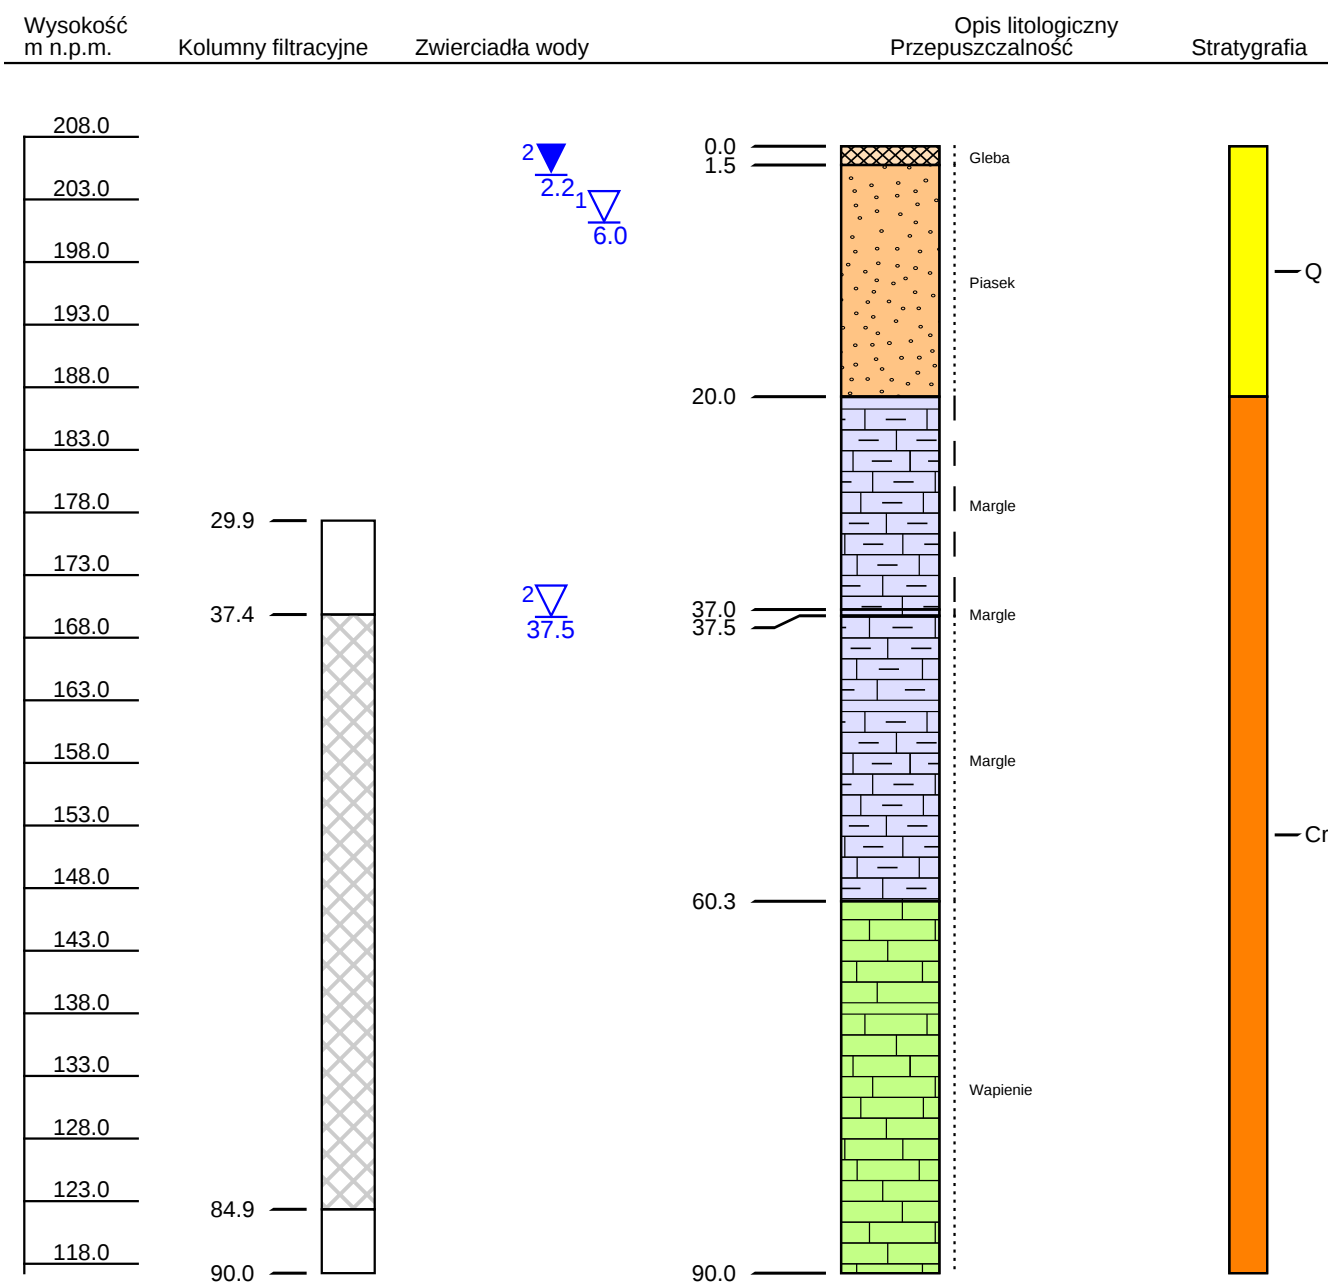 Wysokość
m n.p.m.
Kolumny filtracyjne
Zwierciadła wody
Opis litologiczny
Przepuszczalność
Stratygrafia
208.0
203.0
198.0
193.0
188.0
183.0
178.0
173.0
168.0
163.0
158.0
153.0
148.0
143.0
138.0
133.0
128.0
123.0
118.0
29.9
37.4
84.9
90.0
2
2.2
1
6.0
2
37.5
0.0
1.5
20.0
37.0
37.5
60.3
90.0
Gleba
Piasek
Margle
Margle
Margle
Wapienie
Q
Cr